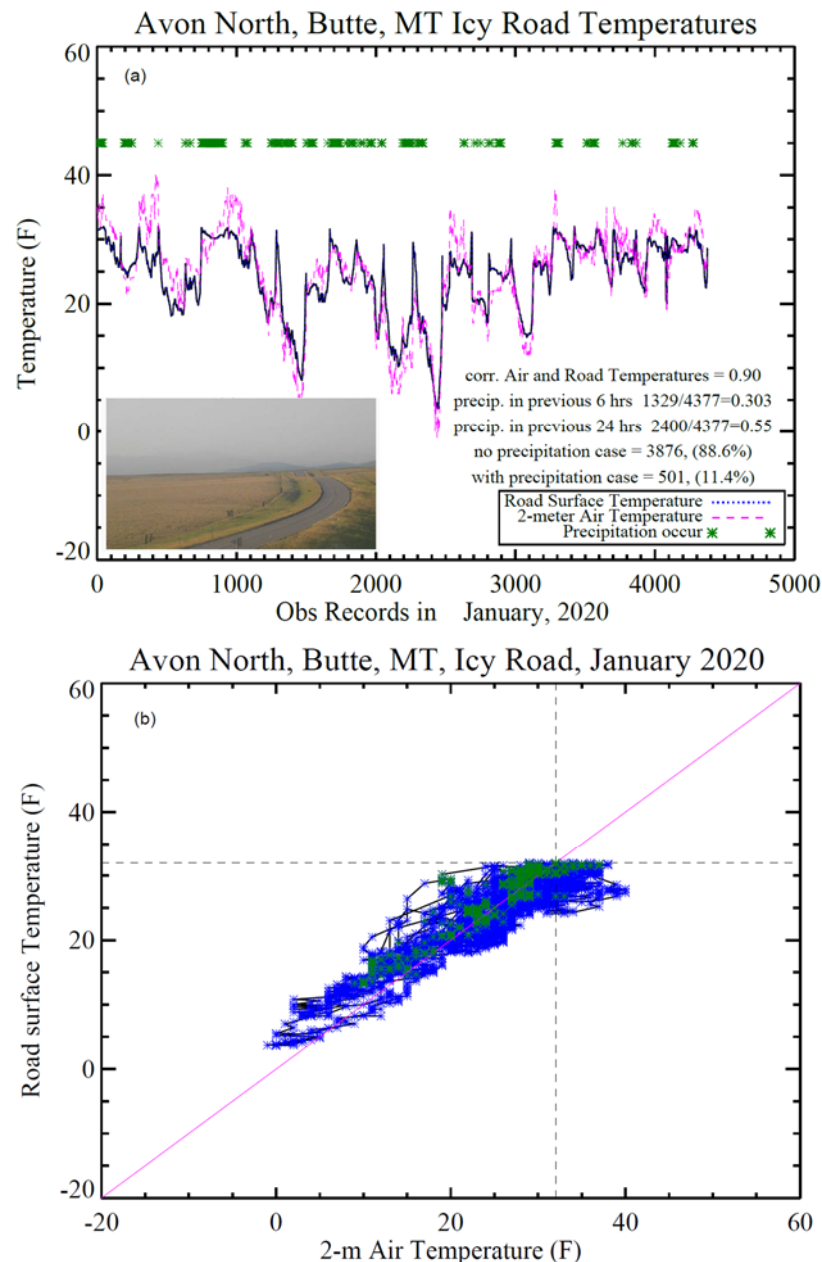 Avon North, Butte, MT Icy Road Temperatures
(a)
60
40
20
0
-20
Temperature (F)
corr. Air and Road Temperatures = 0.90
precip. in previous 6 hrs 1329/4377=0.303
precip. in previous 24 hrs 2400/4377=0.55
no precipitation case = 3876, (88.6%)
with precipitation case = 501, (11.4%)
Road Surface Temperature
2-meter Air Temperature
Precipitation occur
0 1000 2000 3000 4000 5000
Obs Records in January, 2020
Avon North, Butte, MT, Icy Road, January 2020
(b)
60
40
20
0
-20
Road surface Temperature (F)
-20 0 20 40 60
2-m Air Temperature (F)